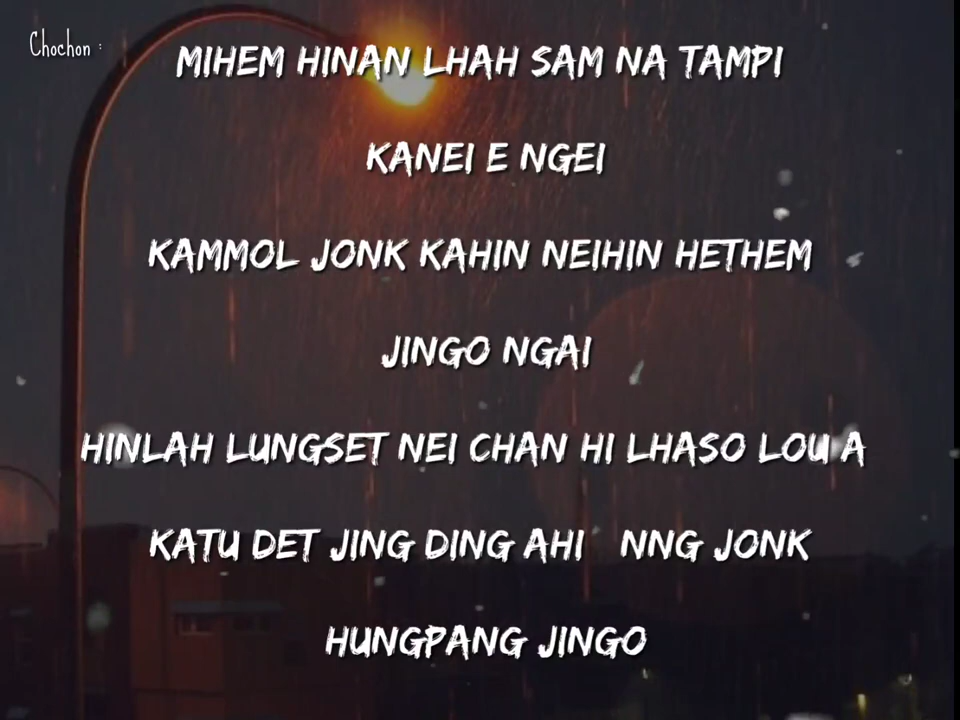 Chochon :
MIHEM HINAN LHAH SAM NA TAMPI
KANEI E NGEI
KAMMOL JONK KAHIN NEIHIN HETHEM
JINGO NGAI
HINLAH LUNGSET NEI CHAN HI LHASO LOU A
KATU DET JING DING AHI NNG JONK
HUNGPANG JINGO